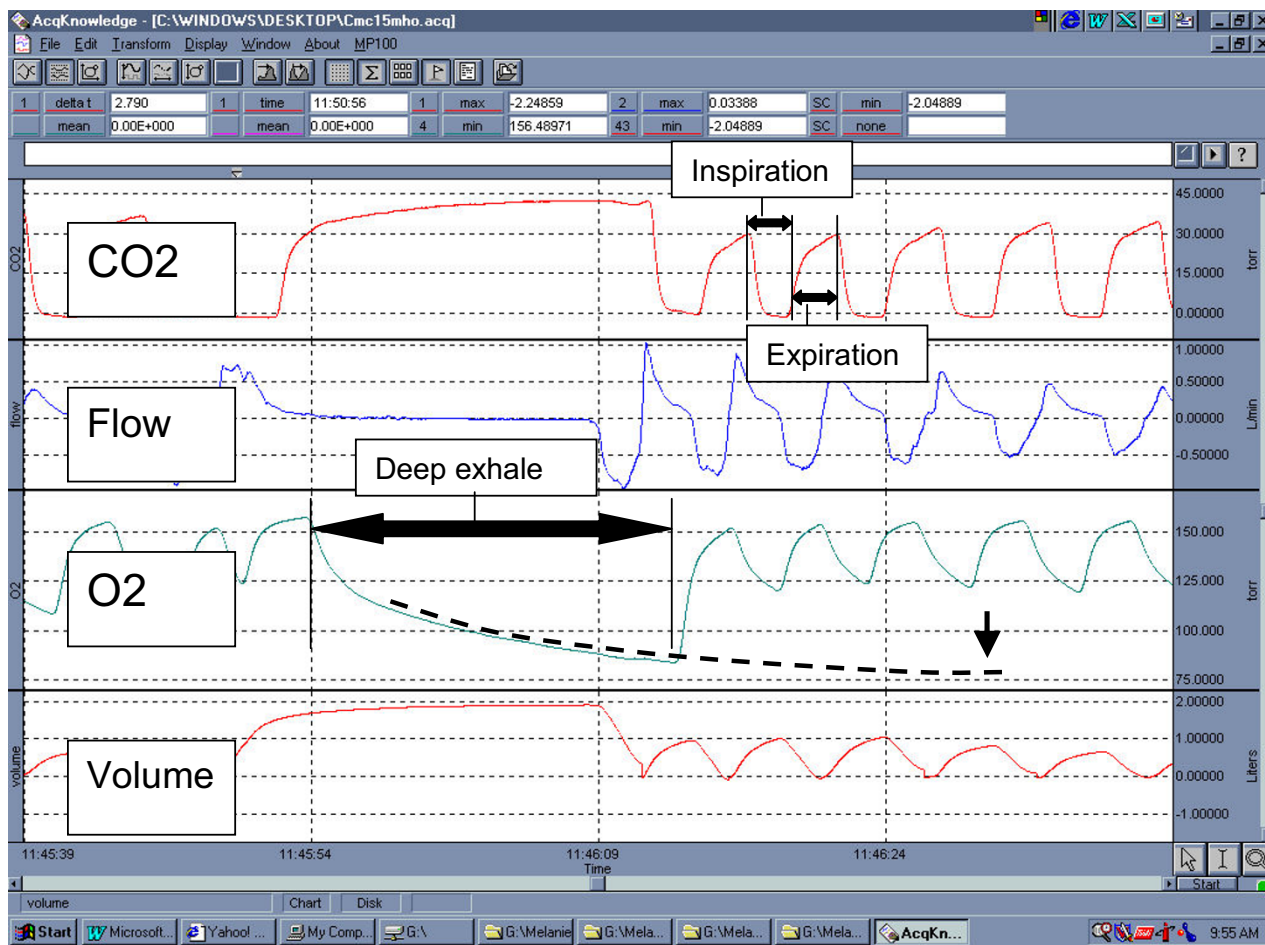 AcqKnowledge - [C:\WINDOWS\DESKTOP\Cmc15mho.acq]
File Edit Transform Display Window About MP100
1 delta t 2.790 1 time 11:50:56 1 max -2.24859 2 max 0.03388 SC min -2.04889
mean 0.00E+000 mean 0.00E+000 4 min 156.48971 43 min -2.04889 SC none
Inspiration
CO2
CO2
45.0000
30.0000
15.0000
0.00000
torr
Expiration
flow
Flow
1.00000
0.50000
0.00000
-0.50000
L/min
Deep exhale
O2
O2
150.000
125.000
100.000
75.0000
torr
volume
Volume
2.00000
1.00000
0.00000
-1.00000
Liters
11:45:39 11:45:54 11:46:09 11:46:24
Time
Start
volume Chart Disk
Start Microsoft... Yahoo! ... My Comp... G:\ G:\Melanie G:\Mela... G:\Mela... G:\Mela... AcqKn... 9:55 AM